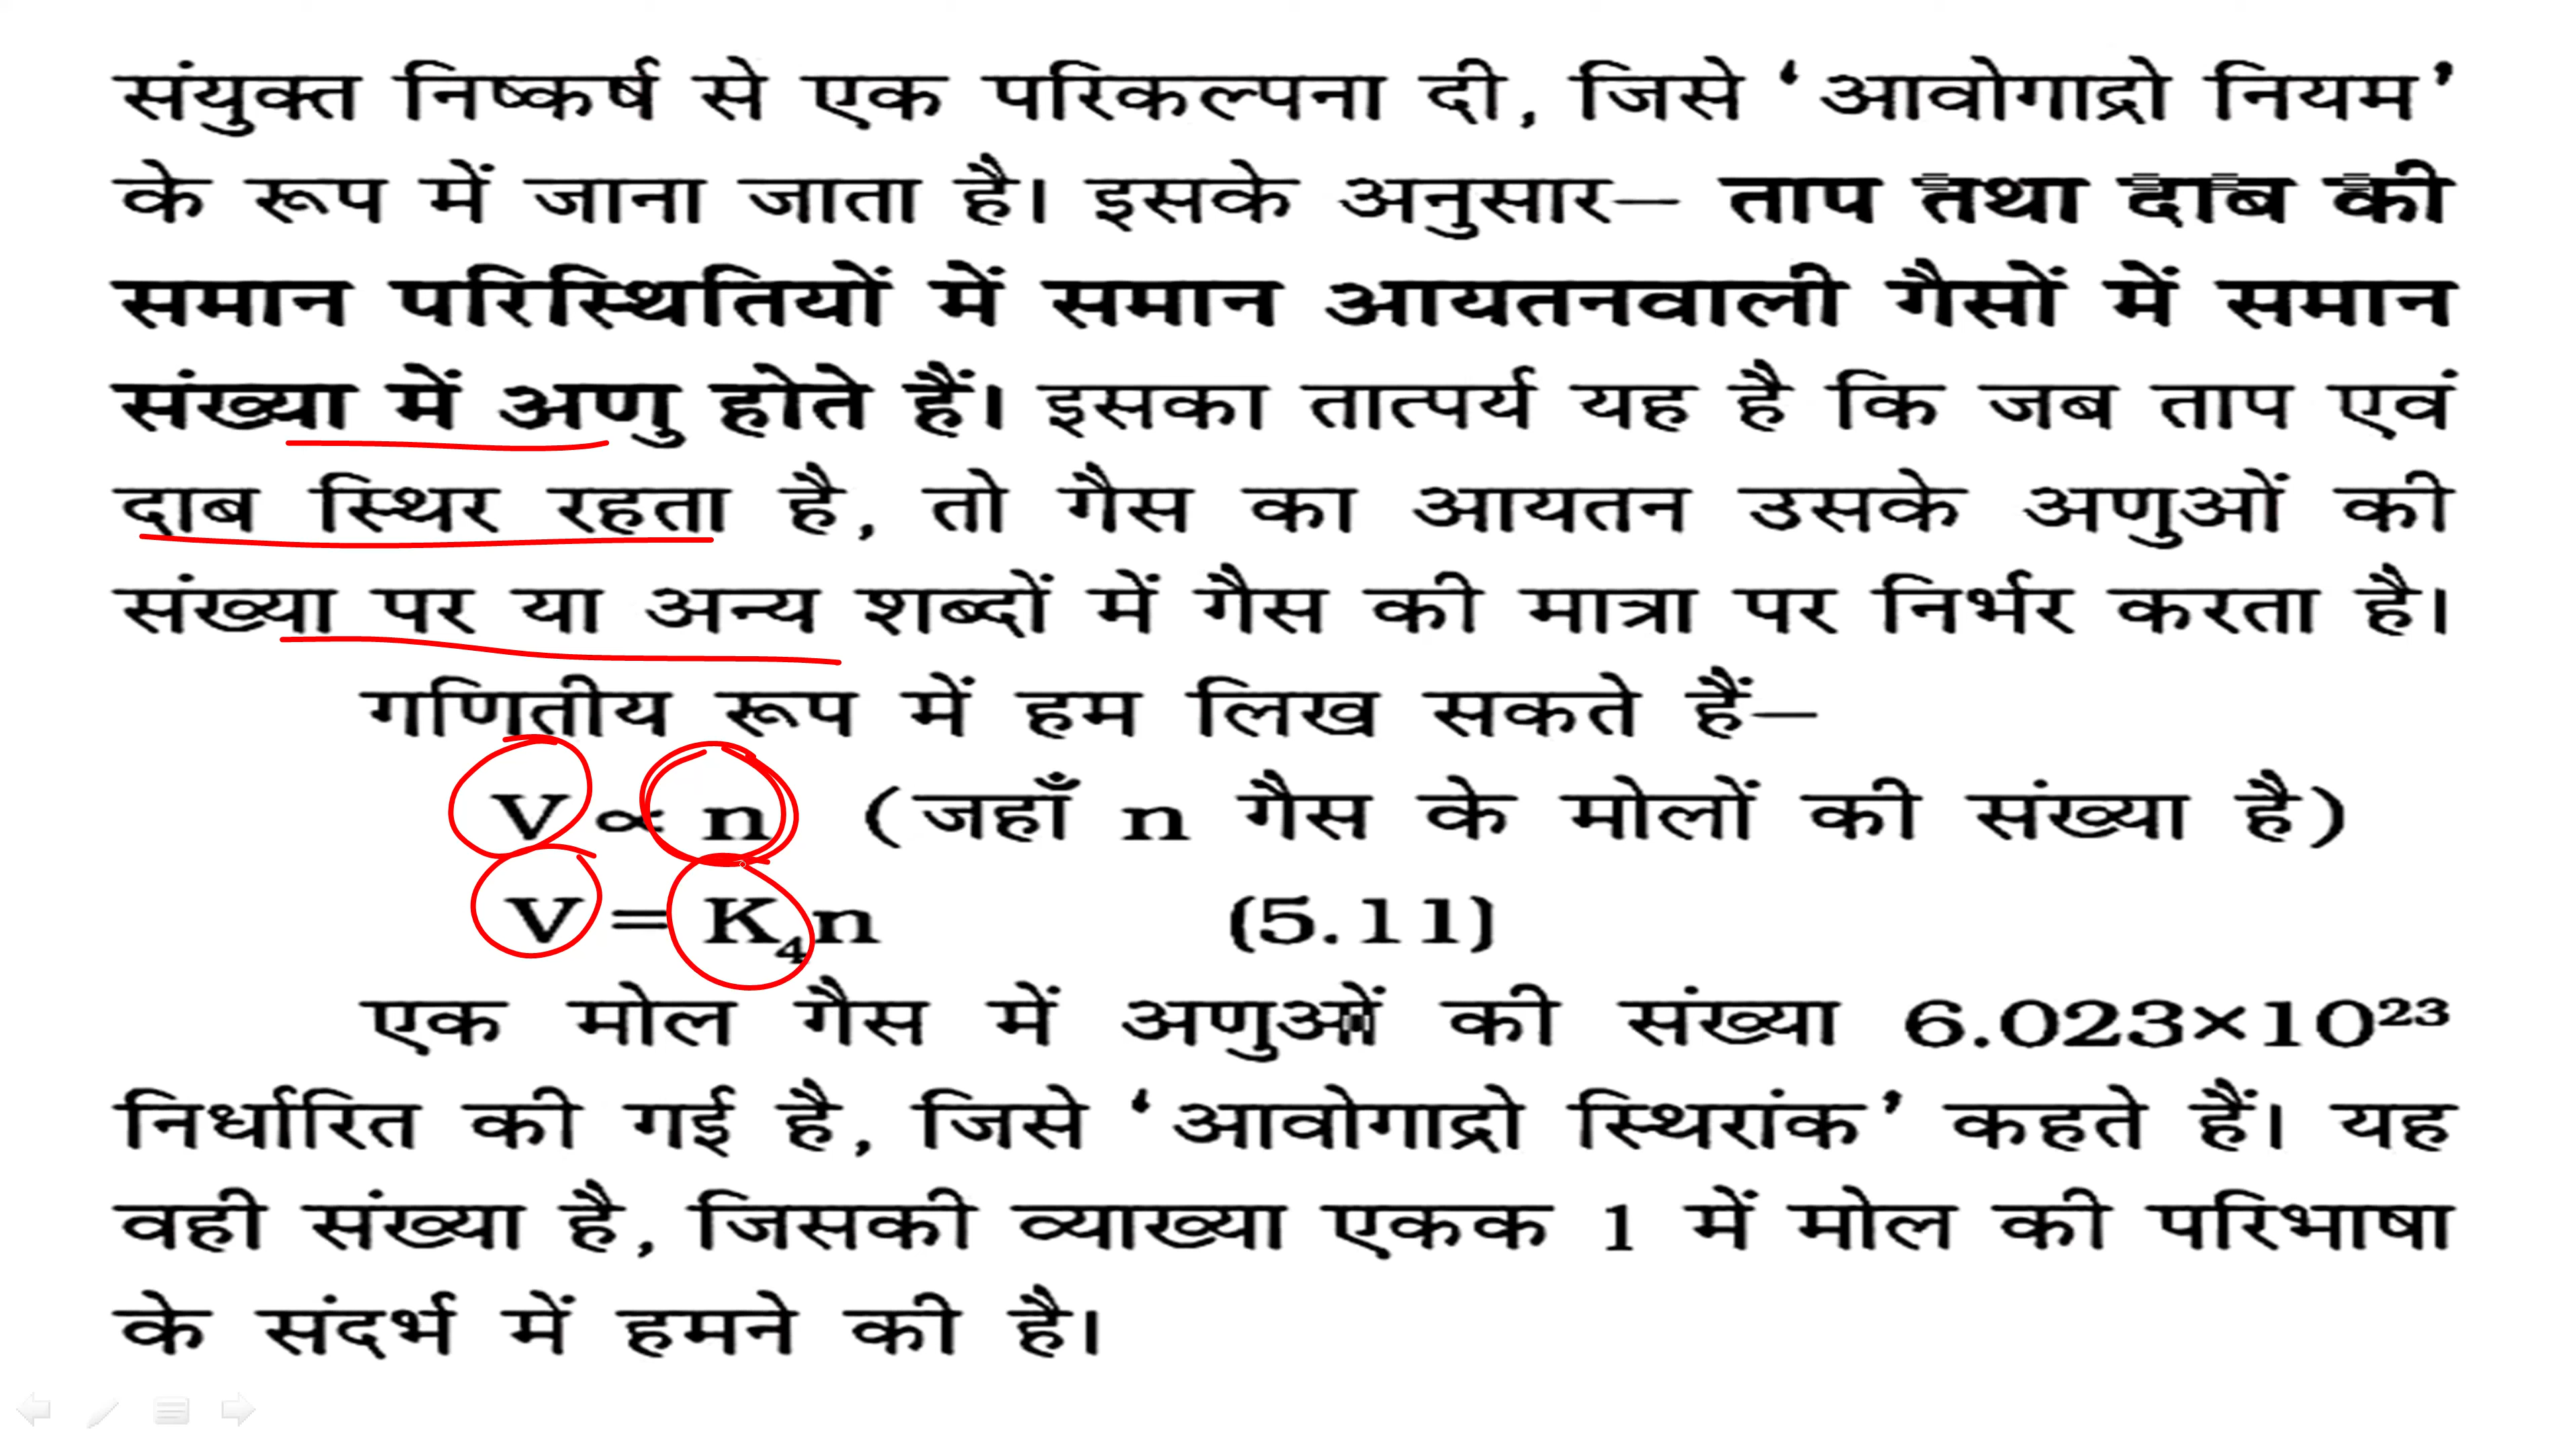 संयुक्त निष्कर्ष से एक परिकल्पना दी, जिसे ‘आवोगाद्रो नियम’
के रूप में जाना जाता है। इसके अनुसार– ताप तथा दाब की
समान परिस्थितियों में समान आयतनवाली गैसों में समान
संख्या में अणु होते हैं। इसका तात्पर्य यह है कि जब ताप एवं
दाब स्थिर रहता है, तो गैस का आयतन उसके अणुओं की
संख्या पर या अन्य शब्दों में गैस की मात्रा पर निर्भर करता है।
गणितीय रूप में हम लिख सकते हैं–
V ∝ n (जहाँ n गैस के मोलों की संख्या है)
V = K₄n (5.11)
एक मोल गैस में अणुओं की संख्या 6.023×10²³
निर्धारित की गई है, जिसे ‘आवोगाद्रो स्थिरांक’ कहते हैं। यह
वही संख्या है, जिसकी व्याख्या एकक 1 में मोल की परिभाषा
के संदर्भ में हमने की है।